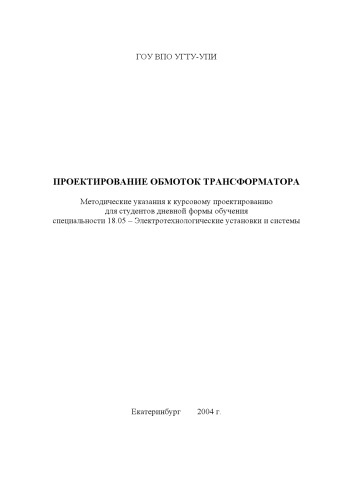 ГОУ ВПО УГТУ-УПИ
ПРОЕКТИРОВАНИЕ ОБМОТОК ТРАНСФОРМАТОРА
Методические указания к курсовому проектированию
для студентов дневной формы обучения
специальности 18.05 – Электротехнологические установки и системы
Екатеринбург 2004 г.